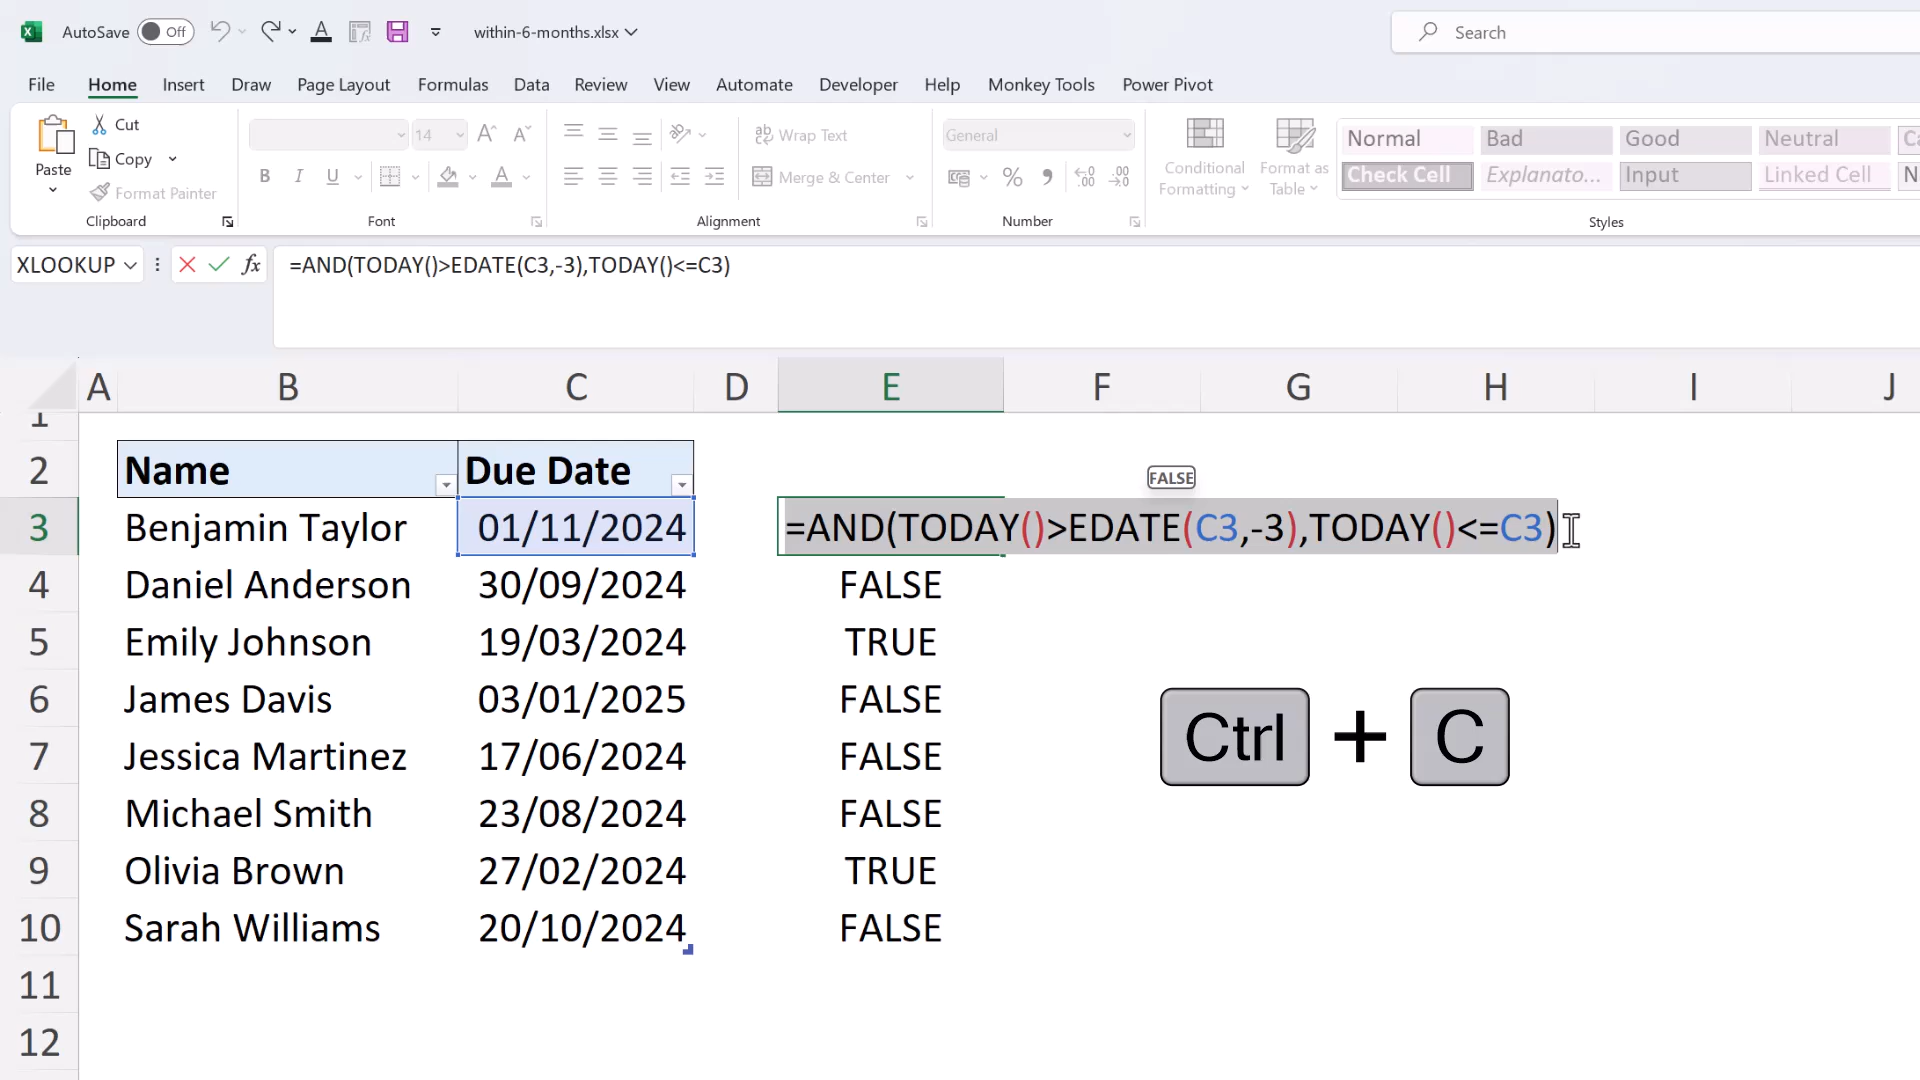 AutoSave Off within-6-months.xlsx Search
File Home Insert Draw Page Layout Formulas Data Review View Automate Developer Help Monkey Tools Power Pivot
Paste
Cut
Copy
Format Painter
Clipboard
14
B I U
Font
Wrap Text
Merge & Center
Alignment
General
Number
Conditional Formatting
Format as Table
Normal Bad Good Neutral
Check Cell Explanato... Input Linked Cell
Styles
XLOOKUP fx =AND(TODAY()>EDATE(C3,-3),TODAY()<=C3)
A B C D E F G H I J
1
2 Name Due Date FALSE
3 Benjamin Taylor 01/11/2024 =AND(TODAY()>EDATE(C3,-3),TODAY()<=C3)
4 Daniel Anderson 30/09/2024 FALSE
5 Emily Johnson 19/03/2024 TRUE
6 James Davis 03/01/2025 FALSE
7 Jessica Martinez 17/06/2024 FALSE
8 Michael Smith 23/08/2024 FALSE
9 Olivia Brown 27/02/2024 TRUE
10 Sarah Williams 20/10/2024 FALSE
11
12
Ctrl + C